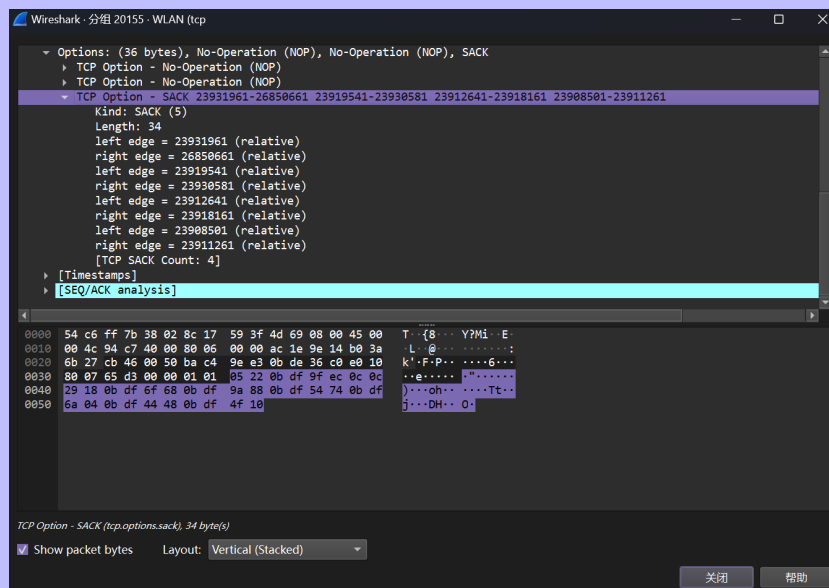 Wireshark · 分组 20155 · WLAN (tcp
Options: (36 bytes), No-Operation (NOP), No-Operation (NOP), SACK
TCP Option - No-Operation (NOP)
TCP Option - No-Operation (NOP)
TCP Option - SACK 23931961-26850661 23919541-23930581 23912641-23918161 23908501-23911261
Kind: SACK (5)
Length: 34
left edge = 23931961 (relative)
right edge = 26850661 (relative)
left edge = 23919541 (relative)
right edge = 23930581 (relative)
left edge = 23912641 (relative)
right edge = 23918161 (relative)
left edge = 23908501 (relative)
right edge = 23911261 (relative)
[TCP SACK Count: 4]
[Timestamps]
[SEQ/ACK analysis]
0000 54 c6 ff 7b 38 02 8c 17 59 3f 4d 69 08 00 45 00 T··{8··· Y?Mi··E·
0010 00 4c 94 c7 40 00 80 06 00 00 ac 1e 9e 14 b0 3a ·L··@··· ·······:
0020 6b 27 cb 46 00 50 ba c4 9e e3 0b de 36 c0 e0 10 k'·F·P·· ····6···
0030 80 07 65 d3 00 00 01 01 05 22 0b df 9f ec 0c 0c ··e····· ·"······
0040 29 18 0b df 6f 68 0b df 9a 88 0b df 54 74 0b df )···oh·· ····Tt··
0050 6a 04 0b df 44 48 0b df 4f 10 j···DH·· O·
TCP Option - SACK (tcp.options.sack), 34 byte(s)
Show packet bytes Layout: Vertical (Stacked)
关闭 帮助